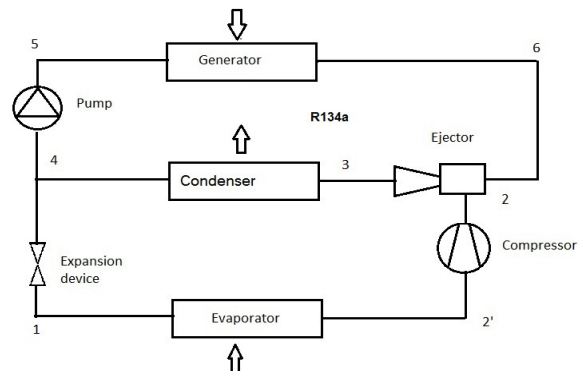 5
Generator
6
Pump
R134a
Ejector
4
Condenser
3
2
Compressor
Expansion
device
1
Evaporator
2'